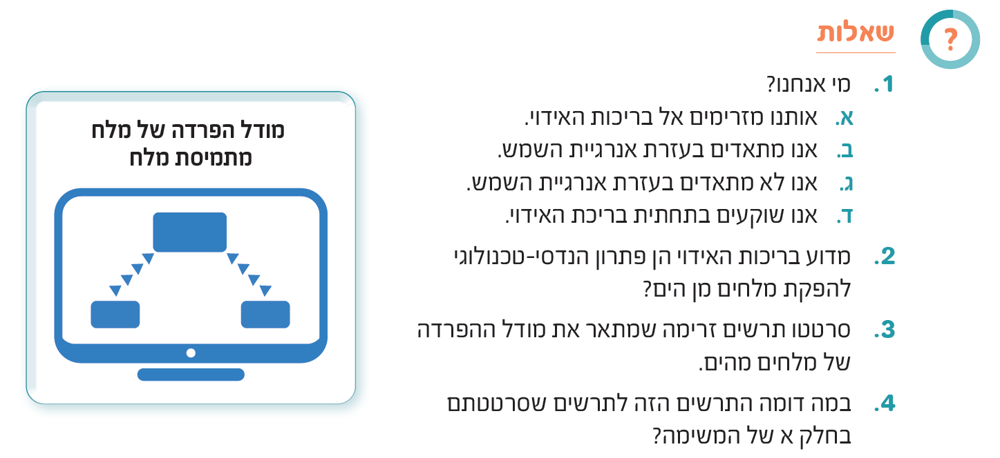 ?
שאלות
1. מי אנחנו?
א. אותנו מזרימים אל בריכות האידוי.
ב. אנו מתאדים בעזרת אנרגיית השמש.
ג. אנו לא מתאדים בעזרת אנרגיית השמש.
ד. אנו שוקעים בתחתית בריכת האידוי.
2. מדוע בריכות האידוי הן פתרון הנדסי-טכנולוגי
להפקת מלחים מן הים?
3. סרטטו תרשים זרימה שמתאר את מודל ההפרדה
של מלחים מהים.
4. במה דומה התרשים הזה לתרשים שסרטטתם
בחלק א של המשימה?
מודל הפרדה של מלח
מתמיסת מלח